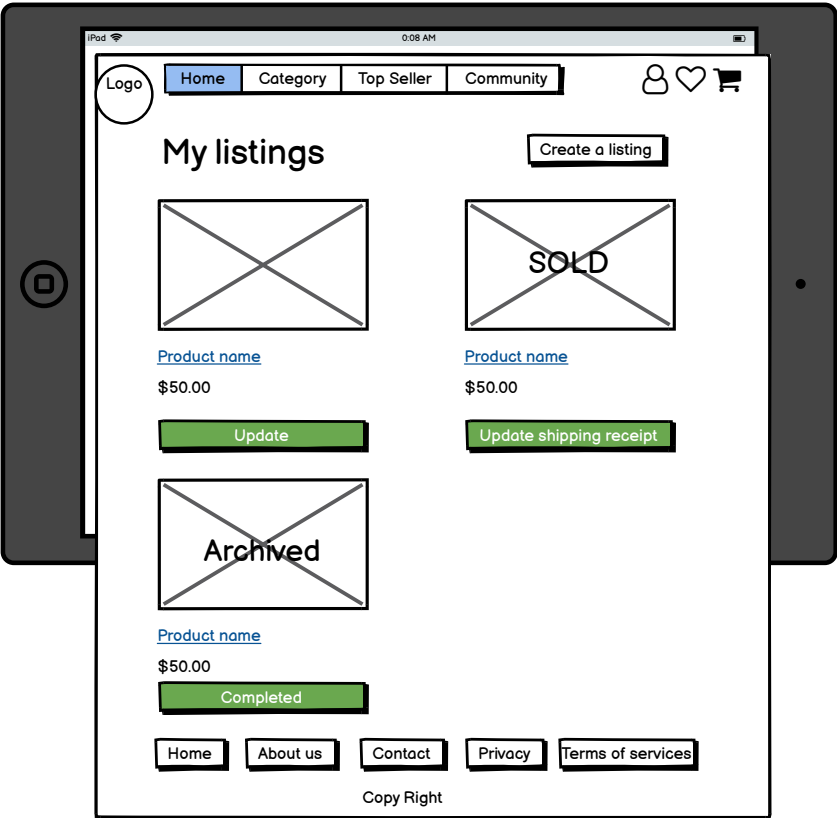 iPad 0:08 AM
Logo
Home Category Top Seller Community
My listings Create a listing
SOLD
Product name Product name
$50.00 $50.00
Update Update shipping receipt
Archived
Product name
$50.00
Completed
Home About us Contact Privacy Terms of services
Copy Right